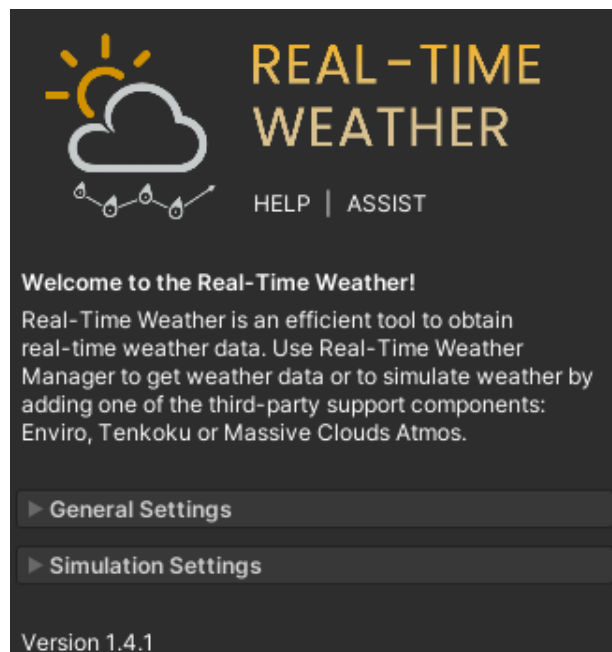 REAL-TIME
WEATHER
HELP | ASSIST
Welcome to the Real-Time Weather!
Real-Time Weather is an efficient tool to obtain
real-time weather data. Use Real-Time Weather
Manager to get weather data or to simulate weather by
adding one of the third-party support components:
Enviro, Tenkoku or Massive Clouds Atmos.
General Settings
Simulation Settings
Version 1.4.1